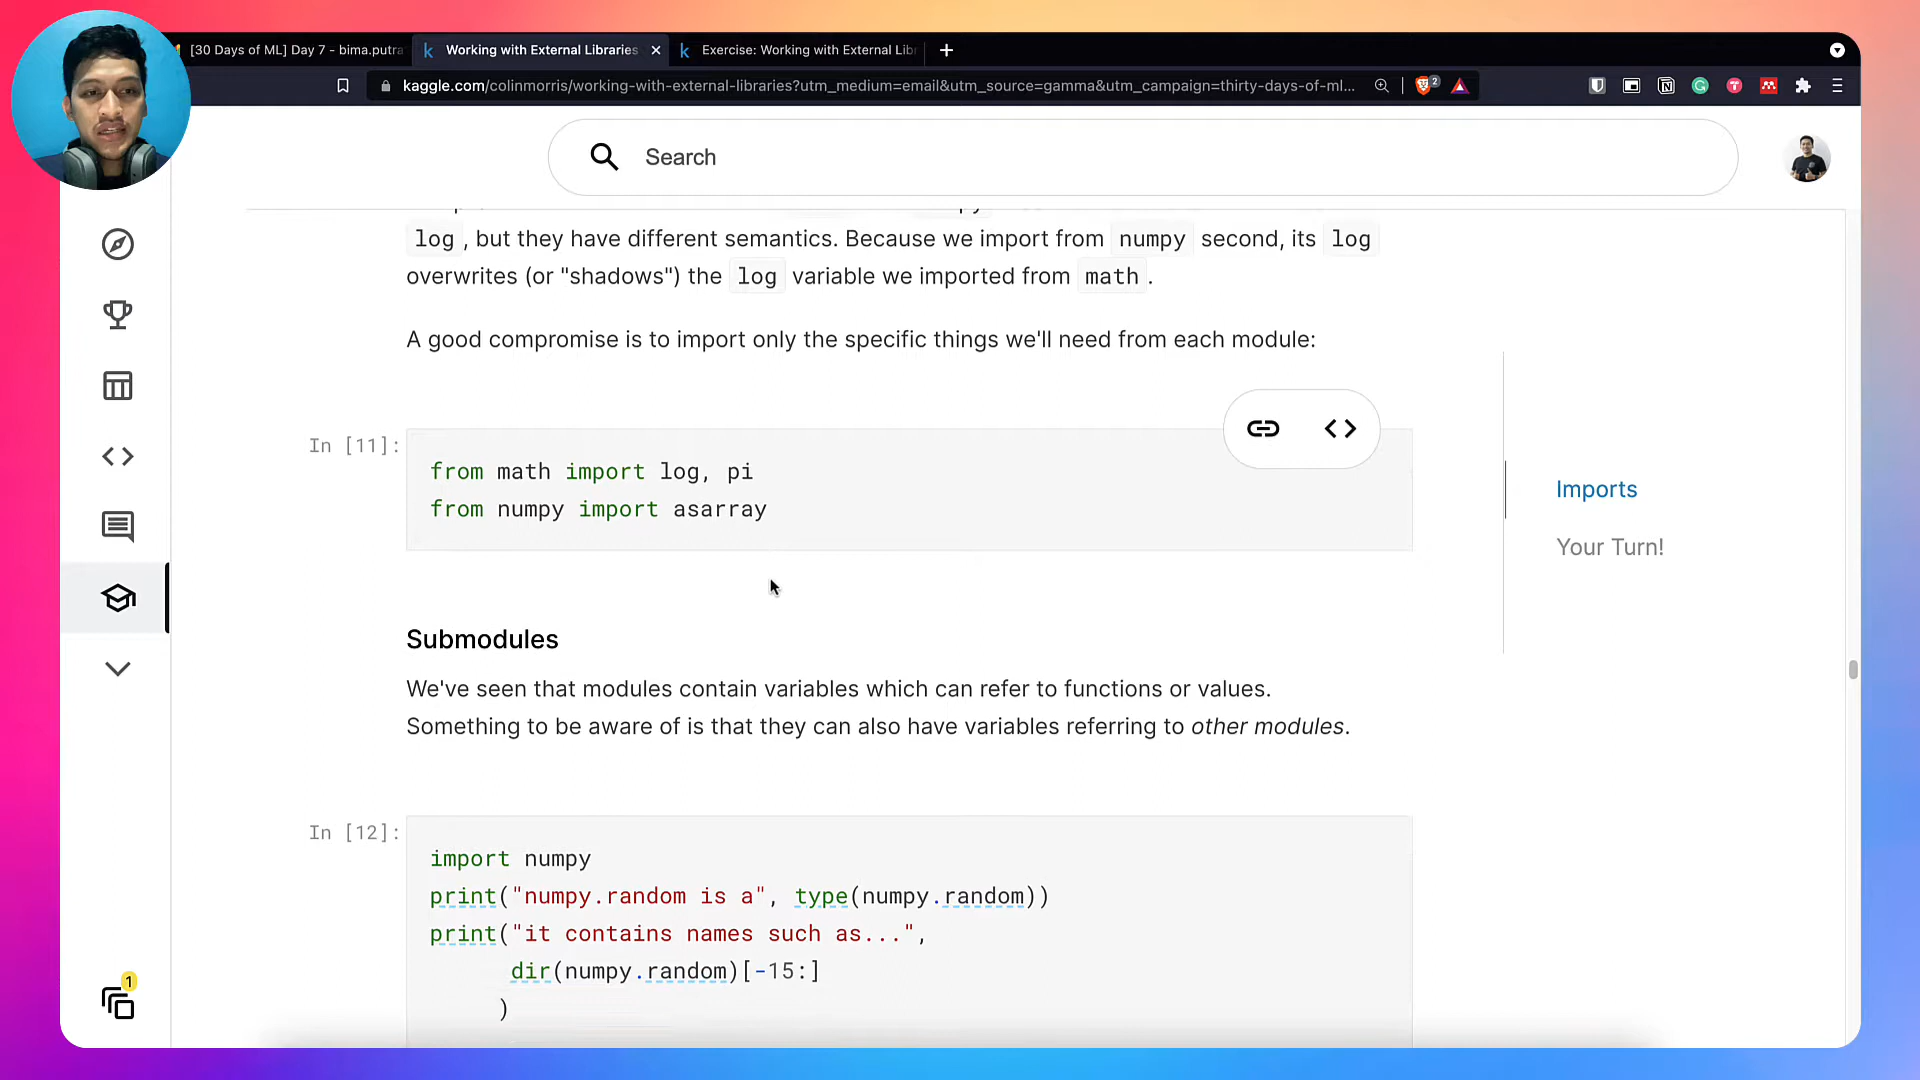 [30 Days of ML] Day 7 - bima.putra
Working with External Libraries
Exercise: Working with External Lib
kaggle.com/colinmorris/working-with-external-libraries?utm_medium=email&utm_source=gamma&utm_campaign=thirty-days-of-ml...
2
Search
log , but they have different semantics. Because we import from numpy second, its log
overwrites (or "shadows") the log variable we imported from math .
A good compromise is to import only the specific things we'll need from each module:
In [11]:
from math import log, pi
from numpy import asarray
Imports
Your Turn!
Submodules
We've seen that modules contain variables which can refer to functions or values.
Something to be aware of is that they can also have variables referring to other modules.
In [12]:
import numpy
print("numpy.random is a", type(numpy.random))
print("it contains names such as...",
dir(numpy.random)[-15:]
)
1